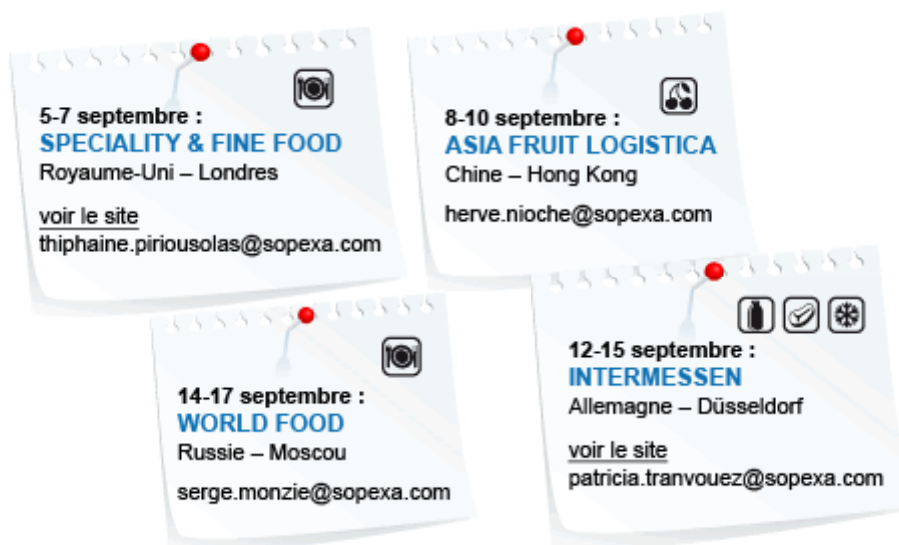 5-7 septembre :
SPECIALITY & FINE FOOD
Royaume-Uni – Londres
voir le site
thiphaine.piriousolas@sopexa.com
8-10 septembre :
ASIA FRUIT LOGISTICA
Chine – Hong Kong
herve.nioche@sopexa.com
14-17 septembre :
WORLD FOOD
Russie – Moscou
serge.monzie@sopexa.com
12-15 septembre :
INTERMESSEN
Allemagne – Düsseldorf
voir le site
patricia.tranvouez@sopexa.com